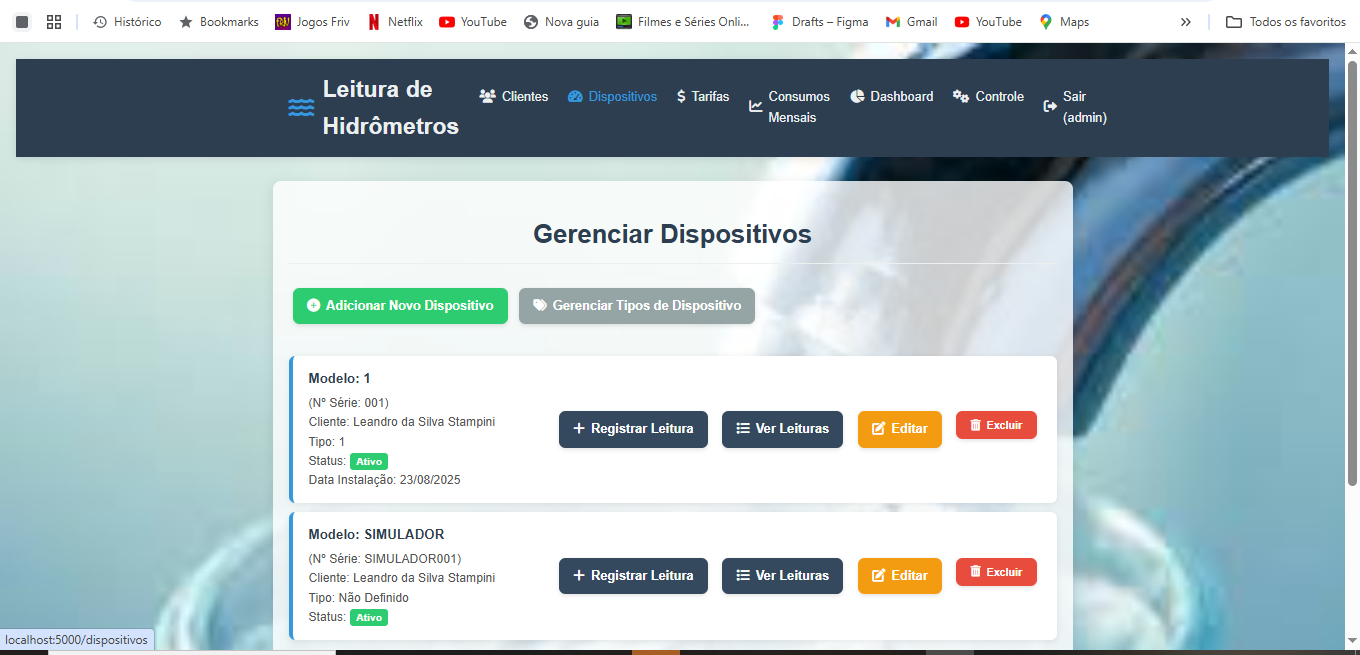 Histórico Bookmarks Jogos Friv Netflix YouTube Nova guia Filmes e Séries Onli... Drafts – Figma Gmail YouTube Maps » Todos os favoritos
Leitura de
Hidrômetros
Clientes
Dispositivos
Tarifas
Consumos
Mensais
Dashboard
Controle
Sair
(admin)
Gerenciar Dispositivos
Adicionar Novo Dispositivo
Gerenciar Tipos de Dispositivo
Modelo: 1
(Nº Série: 001)
Cliente: Leandro da Silva Stampini
Tipo: 1
Status: Ativo
Data Instalação: 23/08/2025
Registrar Leitura
Ver Leituras
Editar
Excluir
Modelo: SIMULADOR
(Nº Série: SIMULADOR001)
Cliente: Leandro da Silva Stampini
Tipo: Não Definido
Status: Ativo
Registrar Leitura
Ver Leituras
Editar
Excluir
localhost:5000/dispositivos